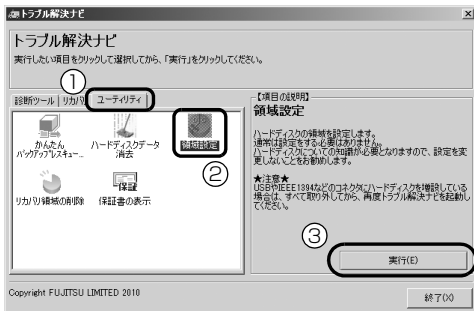 トラブル解決ナビ
トラブル解決ナビ
実行したい項目をクリックして選択してから、「実行」をクリックしてください。
①
診断ツール
リカバリ
ユーティリティ
かんたん
バックアップレスキュー...
ハードディスクデータ
消去
領域設定
②
リカバリ領域の削除
保証
保証書の表示
【項目の説明】
領域設定
ハードディスクの領域を設定します。
通常は設定をする必要はありません。
ハードディスクについての知識が必要となりますので、設定を変
更しないことをお勧めします。
★注意★
USBやIEEE1394などのコネクタにハードディスクを増設している
場合は、すべて取り外してから、再度トラブル解決ナビを起動し
てください。
③
実行(E)
Copyright FUJITSU LIMITED 2010
終了(X)